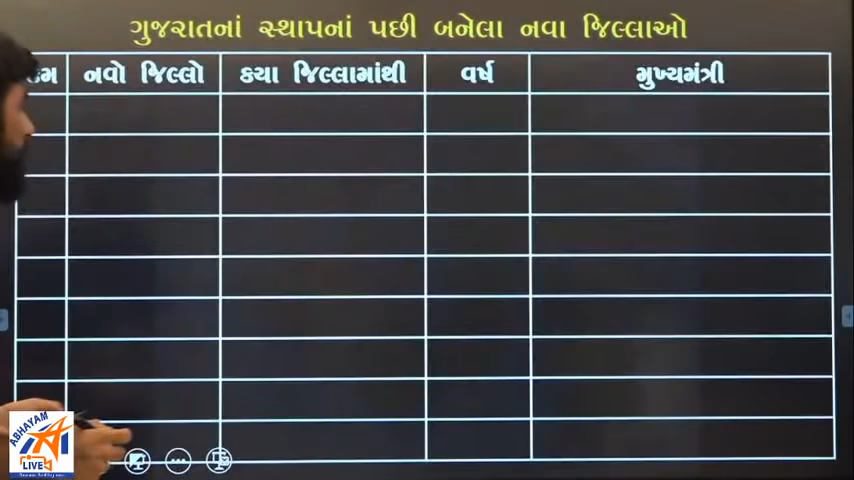 ગુજરાતનાં સ્થાપનાં પછી બનેલા નવા જિલ્લાઓ
નવો જિલ્લો કયા જિલ્લામાંથી વર્ષ મુખ્યમંત્રી
ABHAYAM
LIVE